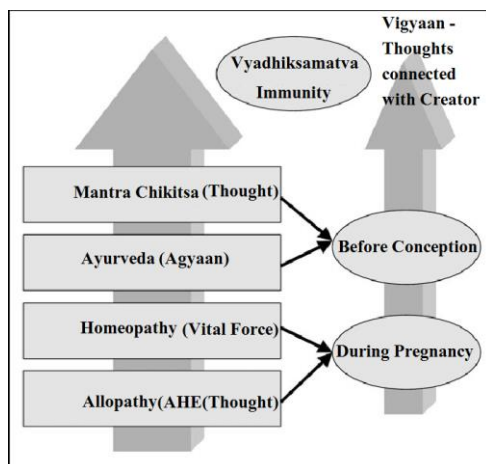 Vyadhiksamatva
Immunity
Vigyaan -
Thoughts
connected
with Creator
Mantra Chikitsa (Thought)
Ayurveda (Agyaan)
Before Conception
Homeopathy (Vital Force)
During Pregnancy
Allopathy(AHE(Thought)